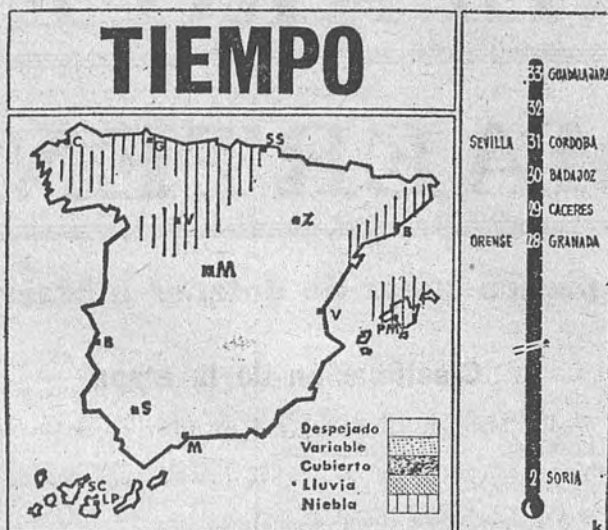 TIEMPO
C
G
SS
V
Z
B
M
V
PM
B
S
M
SC
LP
Despejado
Variable
Cubierto
Lluvia
Niebla
33 GUADALAJARA
32
SEVILLA 31 CORDOBA
30 BADAJOZ
29 CACERES
ORENSE 28 GRANADA
2 SORIA